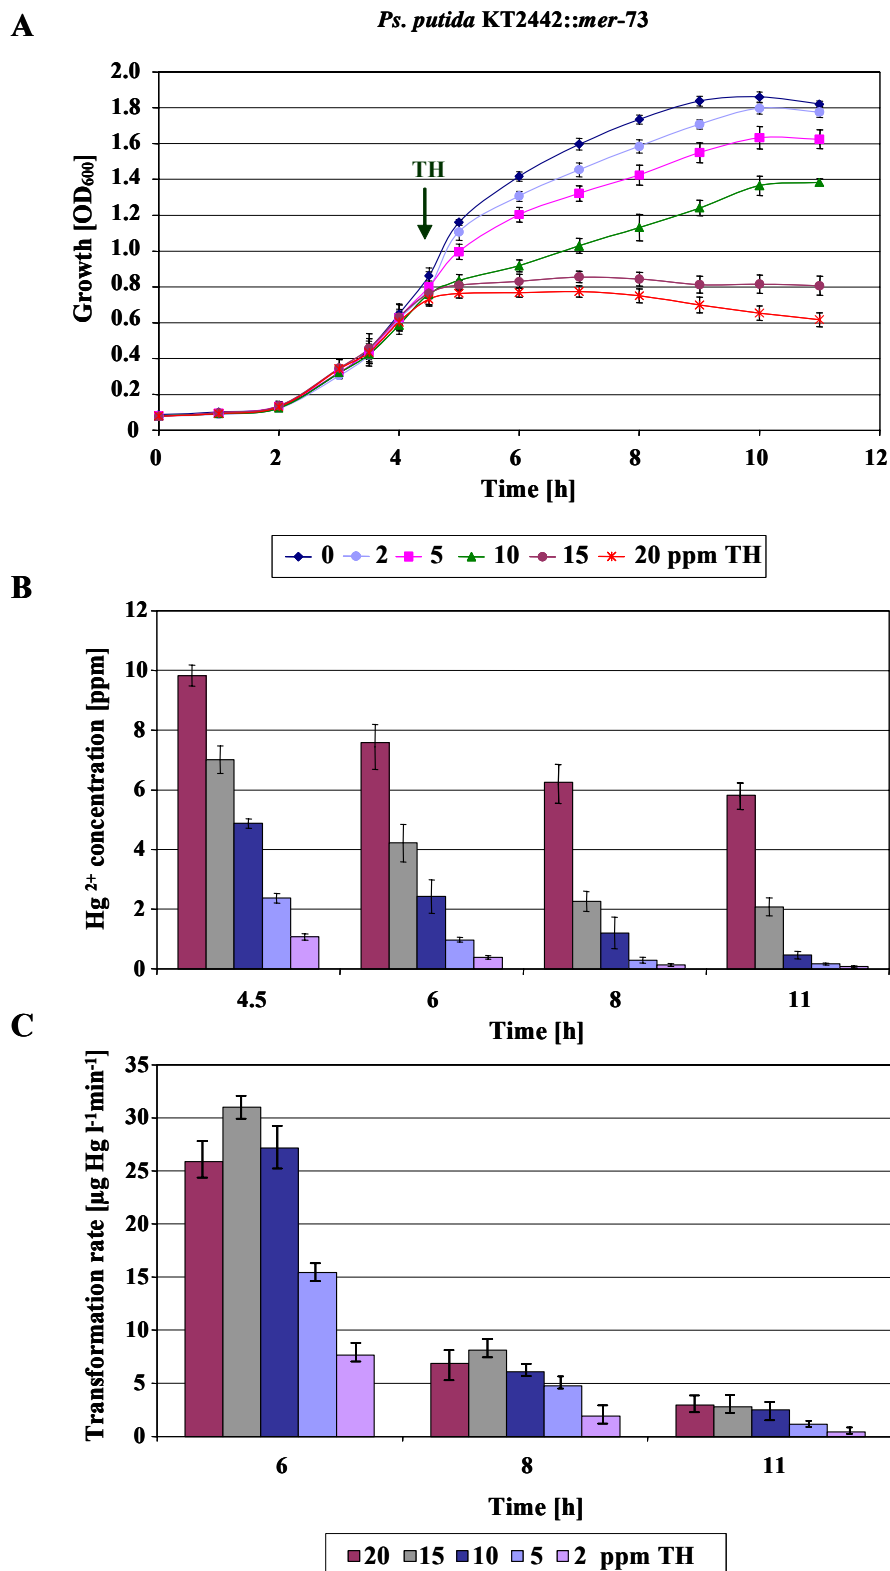 A
Ps. putida KT2442::mer-73
2.0
1.8
1.6
1.4
1.2
1.0
0.8
0.6
0.4
0.2
0
Growth [OD600]
TH
0 2 4 6 8 10 12
Time [h]
0 2 5 10 15 20 ppm TH
B
12
10
8
6
4
2
0
Hg 2+ concentration [ppm]
4.5 6 8 11
Time [h]
C
35
30
25
20
15
10
5
0
Transformation rate [µg Hg l-1min-1]
6 8 11
Time [h]
20 15 10 5 2 ppm TH